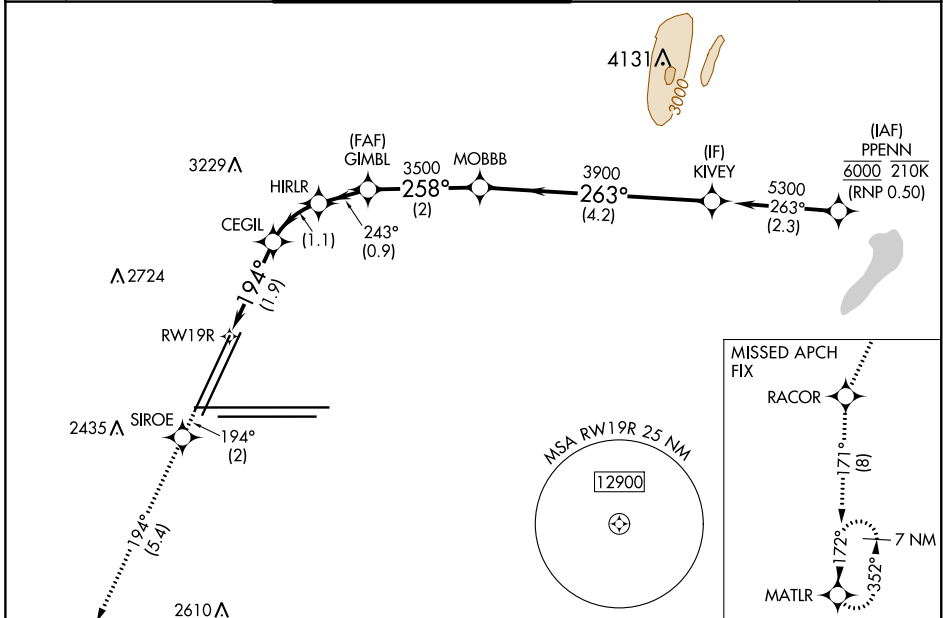 4131
3000
(IAF)
PPENN
6000 210K
(RNP 0.50)
(FAF)
GIMBL
3500
258°
(2)
MOBBB
3900
263°
(4.2)
(IF)
KIVEY
5300
263°
(2.3)
3229
HIRLR
243°
(0.9)
CEGIL
(1.1)
2724
194°
(1.9)
RW19R
MISSED APCH
FIX
RACOR
171°
(8)
2435
SIROE
194°
(2)
MSA RW19R 25 NM
12900
172°
352°
7 NM
194°
(5.4)
MATLR
2610